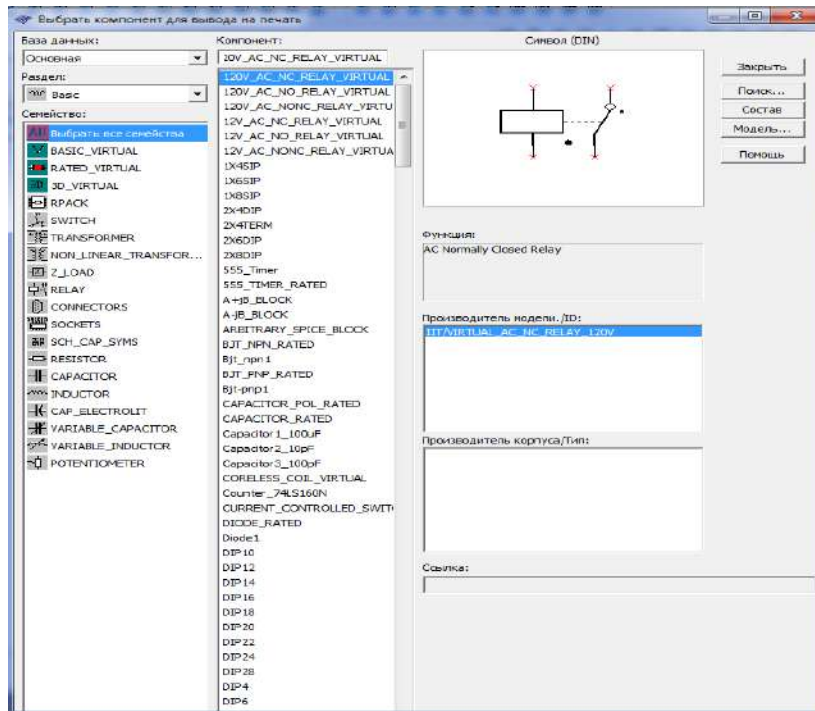 Выбрать компонент для вывода на печать
База данных:
Основная
Раздел:
Basic
Семейство:
Выбрать все семейства
BASIC_VIRTUAL
RATED_VIRTUAL
3D_VIRTUAL
RPACK
SWITCH
TRANSFORMER
NON_LINEAR_TRANSFOR...
Z_LOAD
RELAY
CONNECTORS
SOCKETS
SCH_CAP_SYMS
RESISTOR
CAPACITOR
INDUCTOR
CAP_ELECTROLIT
VARIABLE_CAPACITOR
VARIABLE_INDUCTOR
POTENTIOMETER
Компонент:
20V_AC_NC_RELAY_VIRTUAL
120V_AC_NC_RELAY_VIRTUAL
120V_AC_NO_RELAY_VIRTUAL
120V_AC_NONC_RELAY_VIRTU
12V_AC_NC_RELAY_VIRTUAL
12V_AC_NO_RELAY_VIRTUAL
12V_AC_NONC_RELAY_VIRTUA
1X4SIP
1X6SIP
1X8SIP
2X4DIP
2X4TERM
2X6DIP
2X8DIP
555_Timer
555_TIMER_RATED
A+jB_BLOCK
A-jB_BLOCK
ARBITRARY_SPICE_BLOCK
BJT_NPN_RATED
Bjt_npn1
BJT_PNP_RATED
Bjt-pnp1
CAPACITOR_POL_RATED
CAPACITOR_RATED
Capacitor1_100uF
Capacitor2_10pF
Capacitor3_100pF
CORELESS_COIL_VIRTUAL
Counter_74LS160N
CURRENT_CONTROLLED_SWIT
DIODE_RATED
Diode1
DIP10
DIP12
DIP14
DIP16
DIP18
DIP20
DIP22
DIP24
DIP28
DIP4
DIP6
Символ (DIN)
Функция:
AC Normally Closed Relay
Производитель модели./ID:
IIT/VIRTUAL_AC_NC_RELAY_120V
Производитель корпуса/Тип:
Ссылка:
Закрыть
Поиск...
Состав
Модель...
Помощь